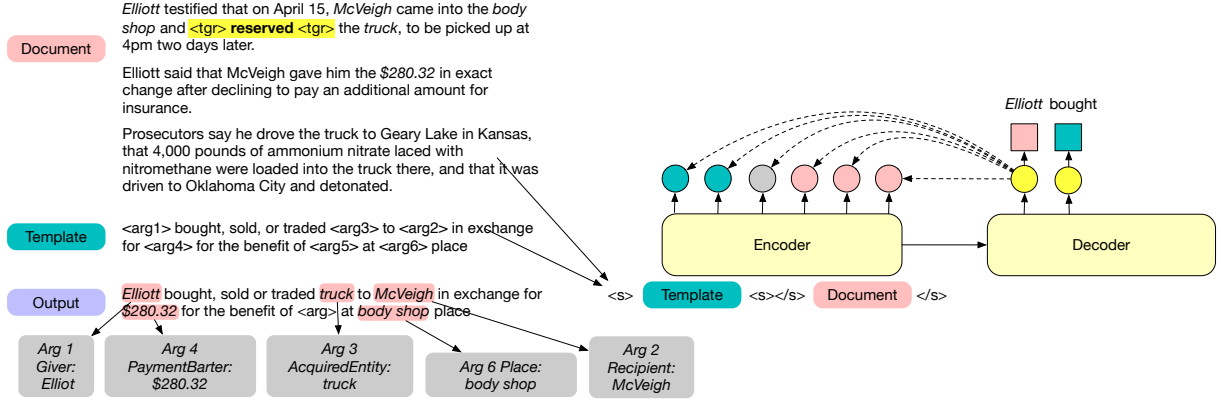 Elliott testified that on April 15, McVeigh came into the body
shop and <tgr> reserved <tgr> the truck, to be picked up at
4pm two days later.
Document
Elliott said that McVeigh gave him the $280.32 in exact
change after declining to pay an additional amount for
insurance.
Prosecutors say he drove the truck to Geary Lake in Kansas,
that 4,000 pounds of ammonium nitrate laced with
nitromethane were loaded into the truck there, and that it was
driven to Oklahoma City and detonated.
Template
<arg1> bought, sold, or traded <arg3> to <arg2> in exchange
for <arg4> for the benefit of <arg5> at <arg6> place
Output
Elliott bought, sold or traded truck to McVeigh in exchange for
$280.32 for the benefit of <arg> at body shop place
Arg 1
Giver:
Elliot
Arg 4
PaymentBarter:
$280.32
Arg 3
AcquiredEntity:
truck
Arg 6 Place:
body shop
Arg 2
Recipient:
McVeigh
Elliott bought
Encoder
Decoder
<s> Template <s></s> Document </s>